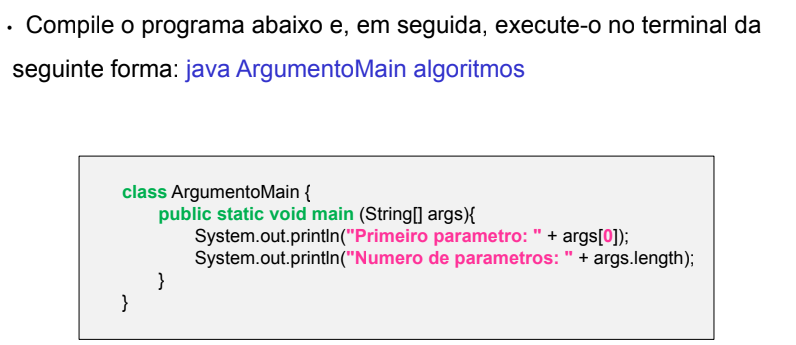 • Compile o programa abaixo e, em seguida, execute-o no terminal da
seguinte forma: java ArgumentoMain algoritmos
class ArgumentoMain {
public static void main (String[] args){
System.out.println("Primeiro parametro: " + args[0]);
System.out.println("Numero de parametros: " + args.length);
}
}